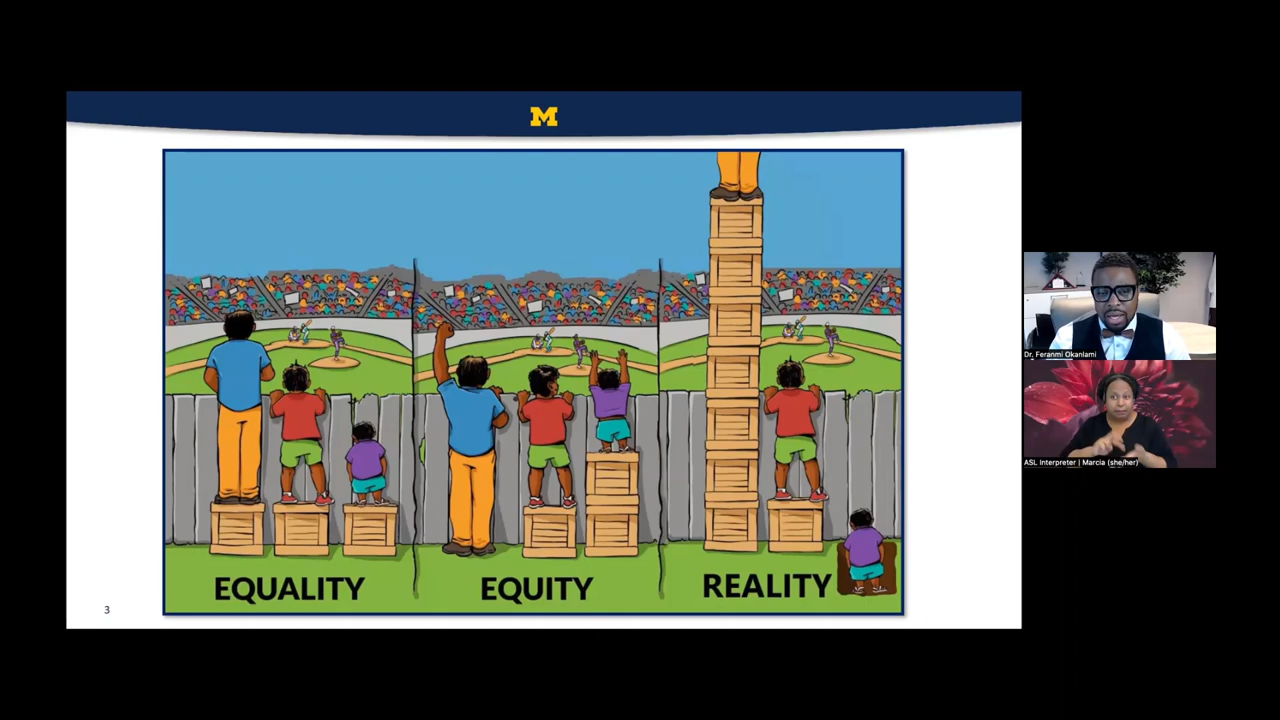 M
EQUALITY
EQUITY
REALITY
3
Dr. Feranmi Okanlami
ASL Interpreter | Marcia (she/her)